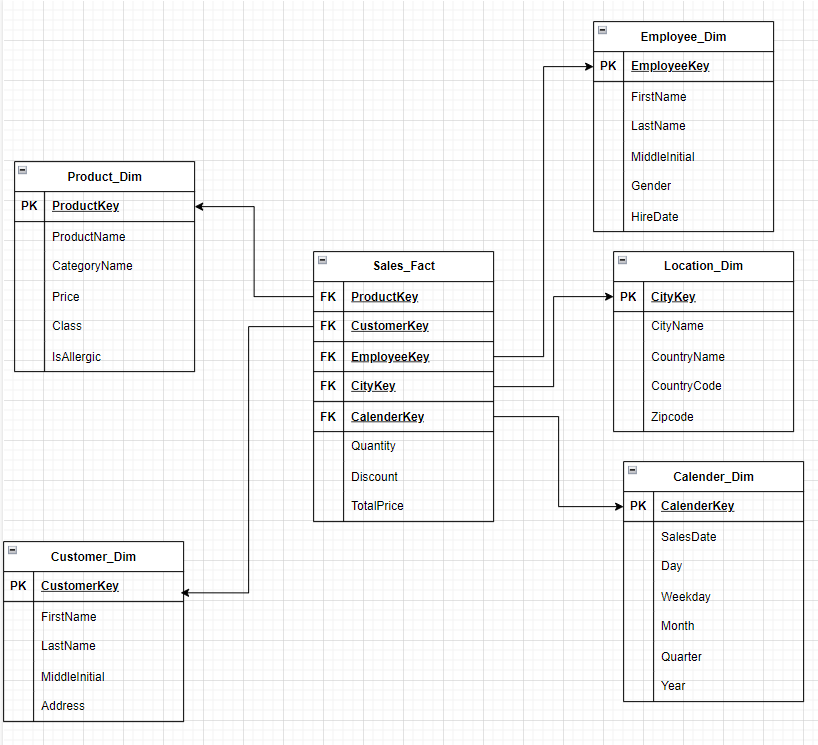 Employee_Dim
PK EmployeeKey
FirstName
LastName
MiddleInitial
Gender
HireDate
Product_Dim
PK ProductKey
ProductName
CategoryName
Price
Class
IsAllergic
Sales_Fact
FK ProductKey
FK CustomerKey
FK EmployeeKey
FK CityKey
FK CalenderKey
Quantity
Discount
TotalPrice
Location_Dim
PK CityKey
CityName
CountryName
CountryCode
Zipcode
Calender_Dim
PK CalenderKey
SalesDate
Day
Weekday
Month
Quarter
Year
Customer_Dim
PK CustomerKey
FirstName
LastName
MiddleInitial
Address